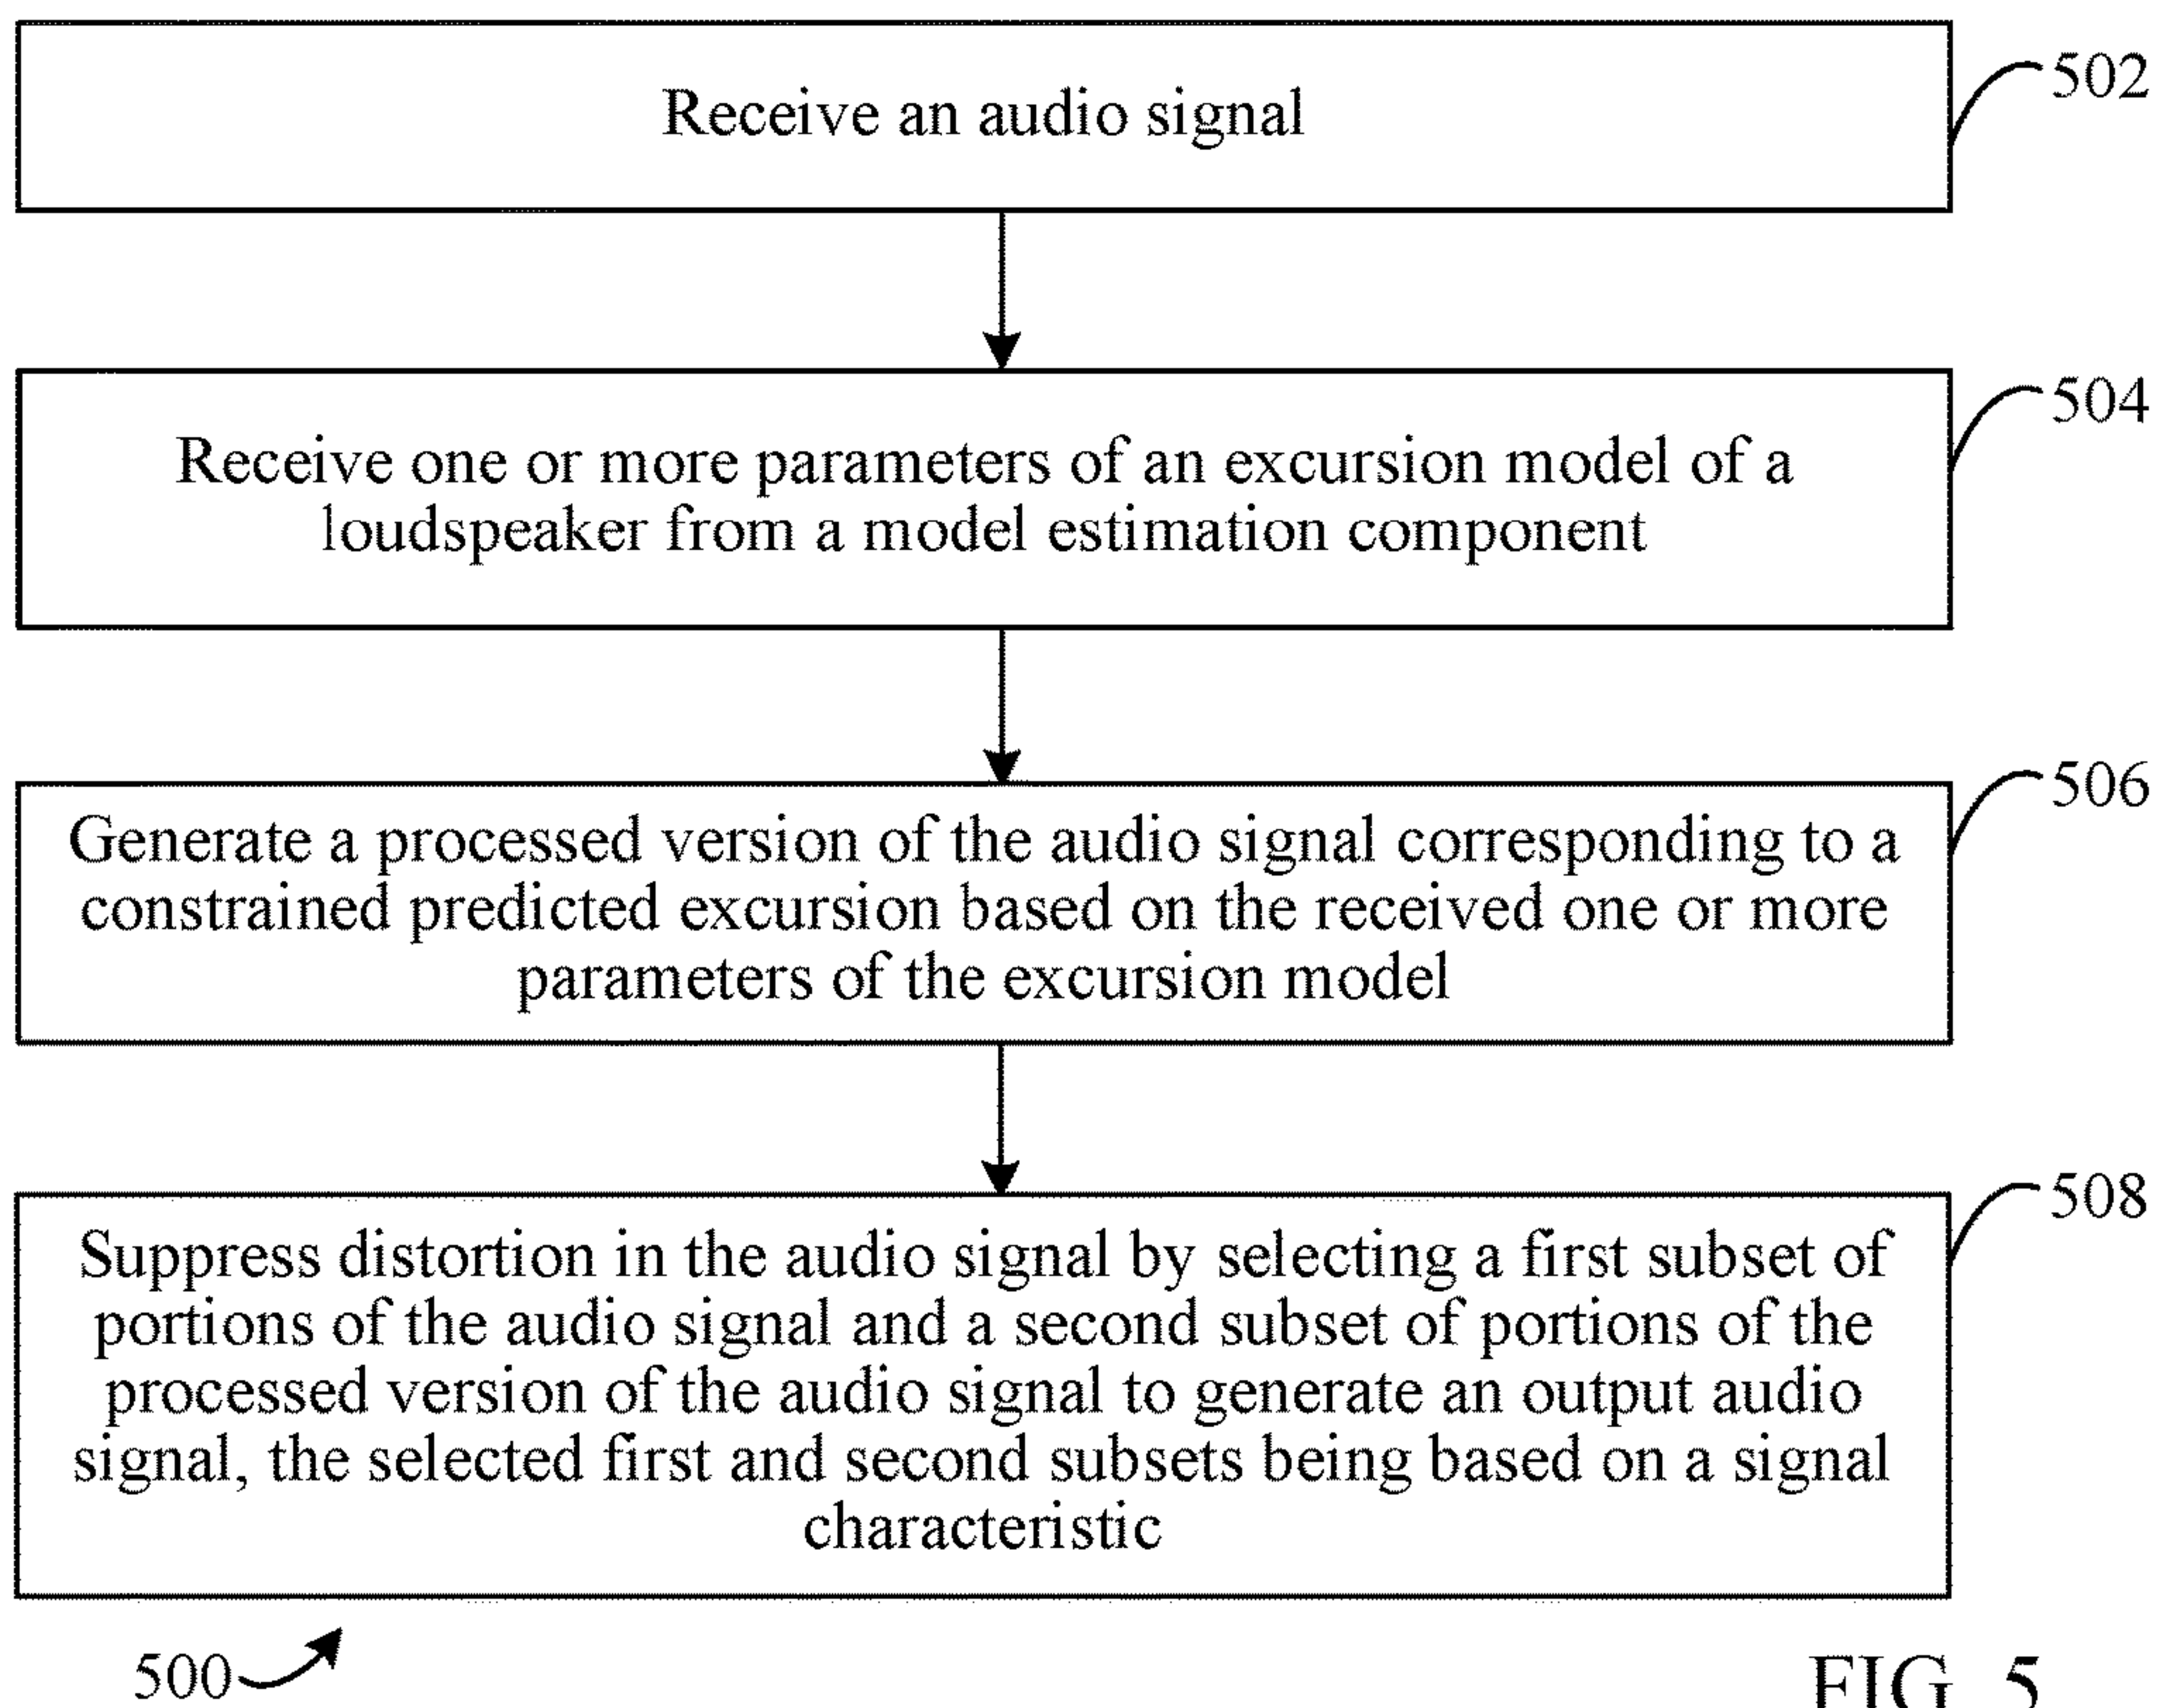 Receive an audio signal
502
Receive one or more parameters of an excursion model of a
loudspeaker from a model estimation component
504
Generate a processed version of the audio signal corresponding to a
constrained predicted excursion based on the received one or more
parameters of the excursion model
506
Suppress distortion in the audio signal by selecting a first subset of
portions of the audio signal and a second subset of portions of the
processed version of the audio signal to generate an output audio
signal, the selected first and second subsets being based on a signal
characteristic
508
500
FIG. 5